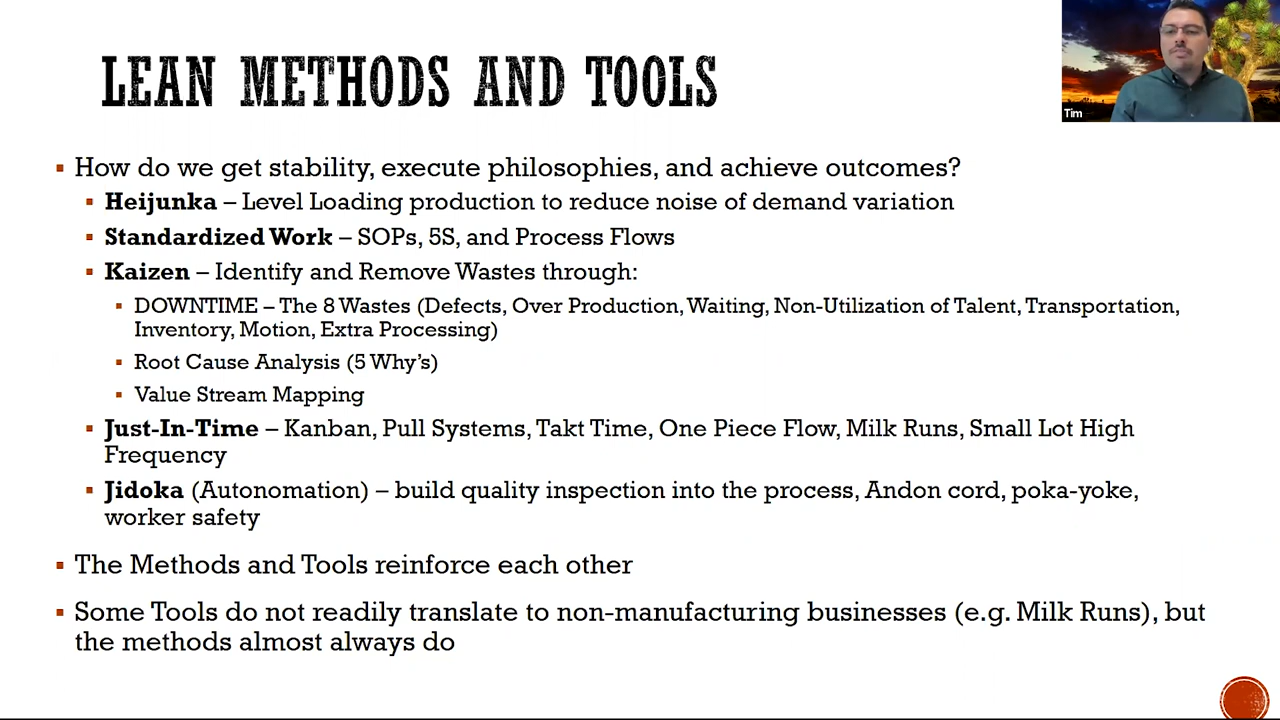 LEAN METHODS AND TOOLS
Tim
How do we get stability, execute philosophies, and achieve outcomes?
Heijunka – Level Loading production to reduce noise of demand variation
Standardized Work – SOPs, 5S, and Process Flows
Kaizen – Identify and Remove Wastes through:
DOWNTIME – The 8 Wastes (Defects, Over Production, Waiting, Non-Utilization of Talent, Transportation,
Inventory, Motion, Extra Processing)
Root Cause Analysis (5 Why's)
Value Stream Mapping
Just-In-Time – Kanban, Pull Systems, Takt Time, One Piece Flow, Milk Runs, Small Lot High
Frequency
Jidoka (Autonomation) – build quality inspection into the process, Andon cord, poka-yoke,
worker safety
The Methods and Tools reinforce each other
Some Tools do not readily translate to non-manufacturing businesses (e.g. Milk Runs), but
the methods almost always do